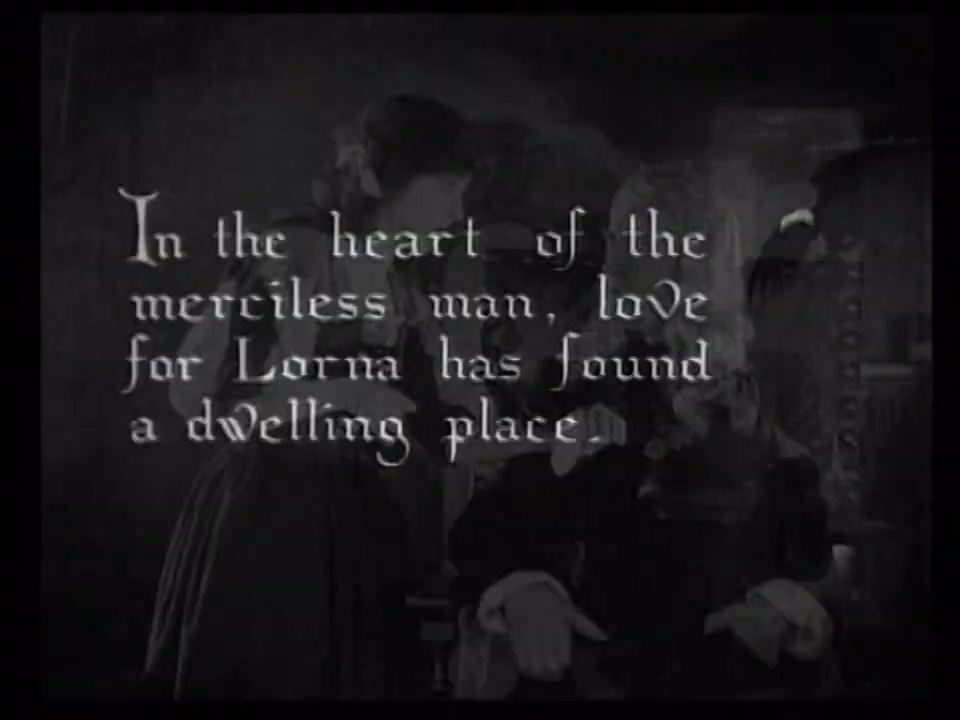 In the heart of the
merciless man, love
for Lorna has found
a dwelling place.